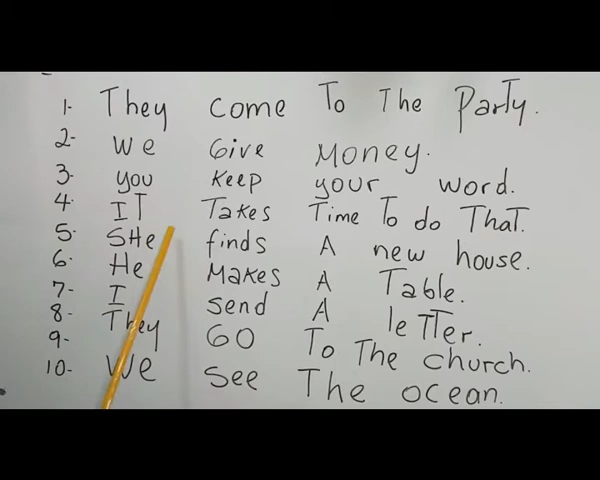 1- They come To The Party.
2- we Give Money.
3- you keep your word.
4- IT Takes Time To do That.
5- SHe finds A new house.
6- He Makes A Table.
7- I send A leTTer.
8- They GO To The church.
9-
10- We see The ocean.